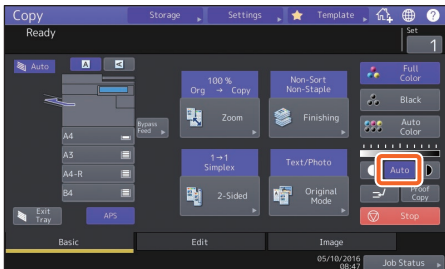 Copy
Storage
Settings
Template
?
Ready
Set
1
Auto
A
A
100 %
Org → Copy
Zoom
Non-Sort
Non-Staple
Finishing
Full
Color
Black
Auto
Color
Bypass
Feed
A4
A3
A4-R
B4
1→1
Simplex
2-Sided
Text/Photo
Original
Mode
Auto
Proof
Copy
Exit
Tray
APS
Stop
Basic
Edit
Image
05/10/2016
08:47
Job Status